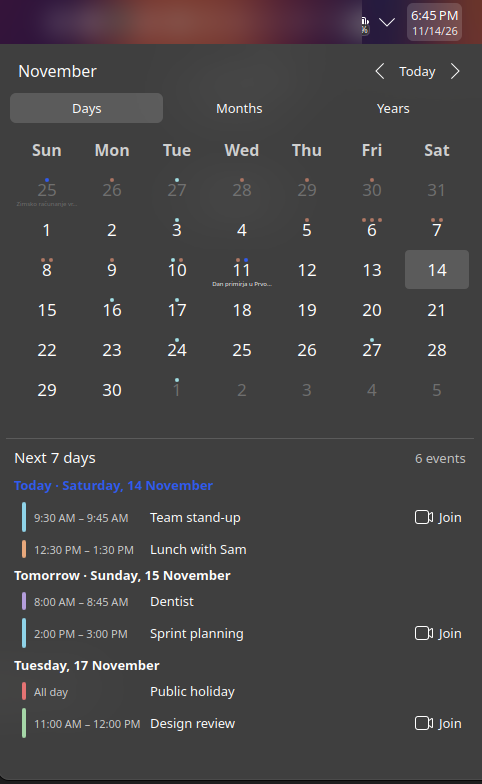 %
6:45 PM
11/14/26
November
Today
Days Months Years
Sun Mon Tue Wed Thu Fri Sat
25 26 27 28 29 30 31
1 2 3 4 5 6 7
8 9 10 11 12 13 14
Dan primirja u Prvo...
15 16 17 18 19 20 21
22 23 24 25 26 27 28
29 30 1 2 3 4 5
Next 7 days 6 events
Today · Saturday, 14 November
9:30 AM – 9:45 AM Team stand-up Join
12:30 PM – 1:30 PM Lunch with Sam
Tomorrow · Sunday, 15 November
8:00 AM – 8:45 AM Dentist
2:00 PM – 3:00 PM Sprint planning Join
Tuesday, 17 November
All day Public holiday
11:00 AM – 12:00 PM Design review Join